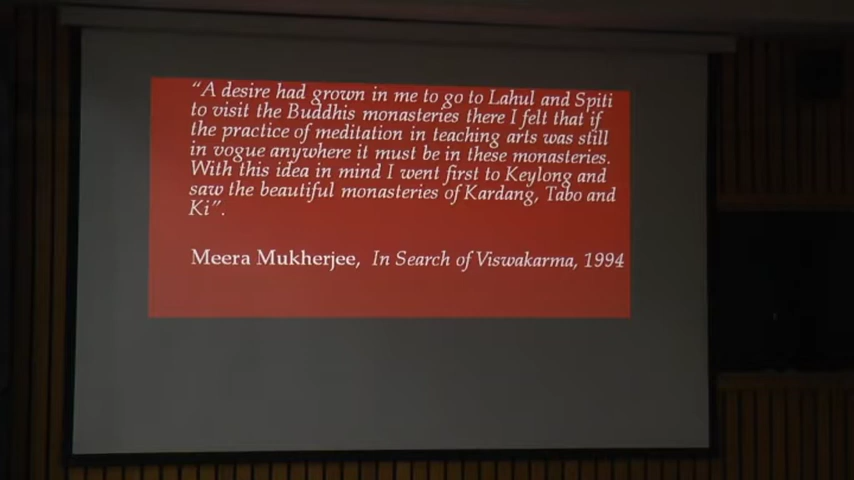 “A desire had grown in me to go to Lahul and Spiti
to visit the Buddhis monasteries there I felt that if
the practice of meditation in teaching arts was still
in vogue anywhere it must be in these monasteries.
With this idea in mind I went first to Keylong and
saw the beautiful monasteries of Kardang, Tabo and
Ki”.
Meera Mukherjee, In Search of Viswakarma, 1994